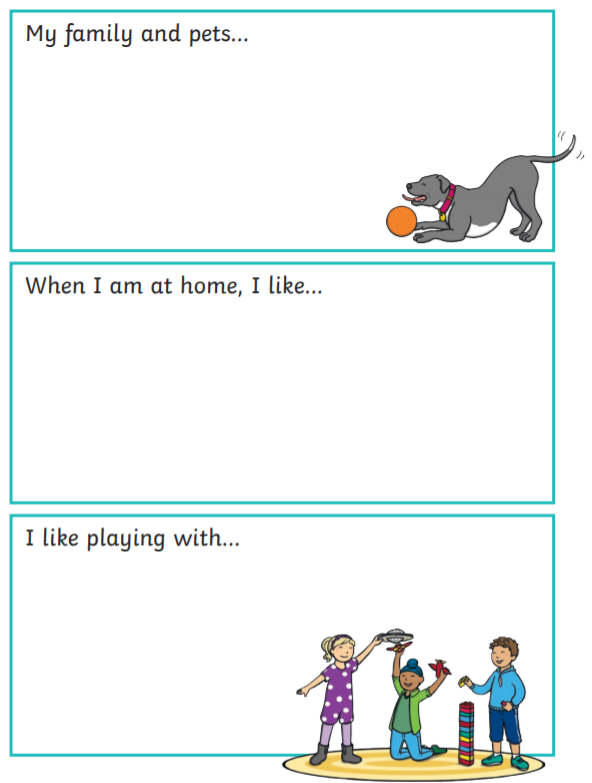 My family and pets...
When I am at home, I like...
I like playing with...